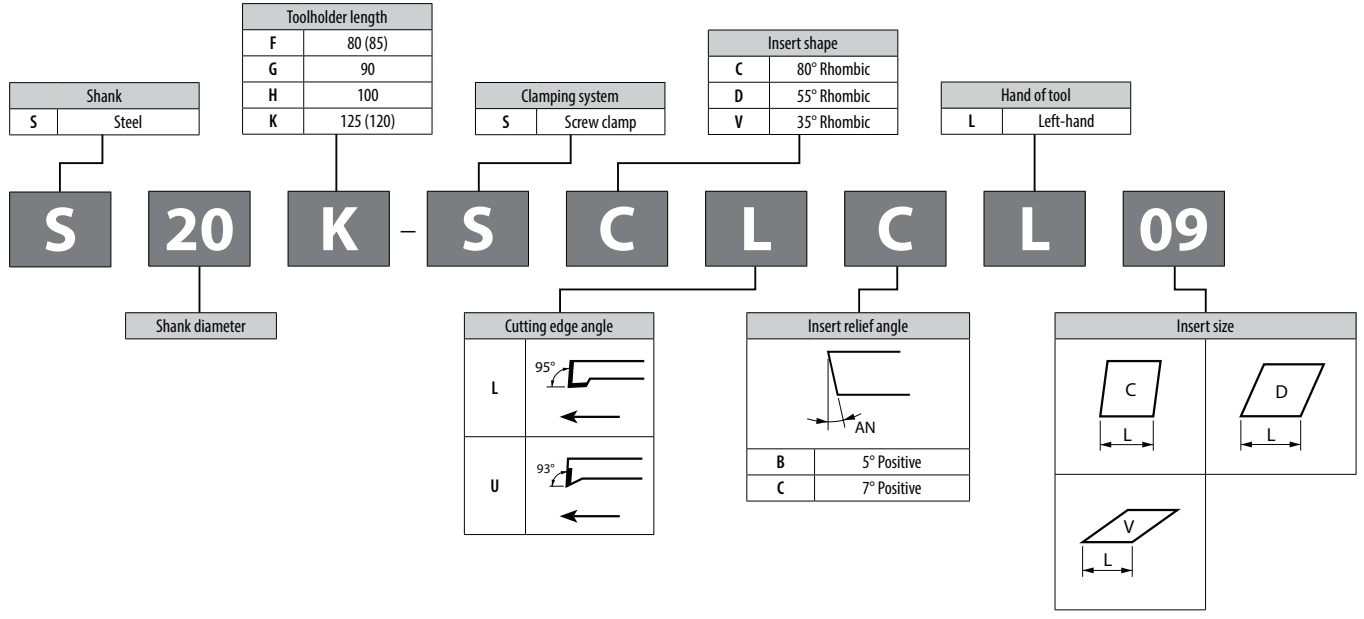 Toolholder length
F 80 (85)
G 90
H 100
K 125 (120)
Insert shape
C 80° Rhombic
D 55° Rhombic
V 35° Rhombic
Shank
S Steel
Clamping system
S Screw clamp
Hand of tool
L Left-hand
S 20 K - S C L C L 09
Shank diameter
Cutting edge angle
L 95°
U 93°
Insert relief angle
AN
B 5° Positive
C 7° Positive
Insert size
C D
L L
V
L